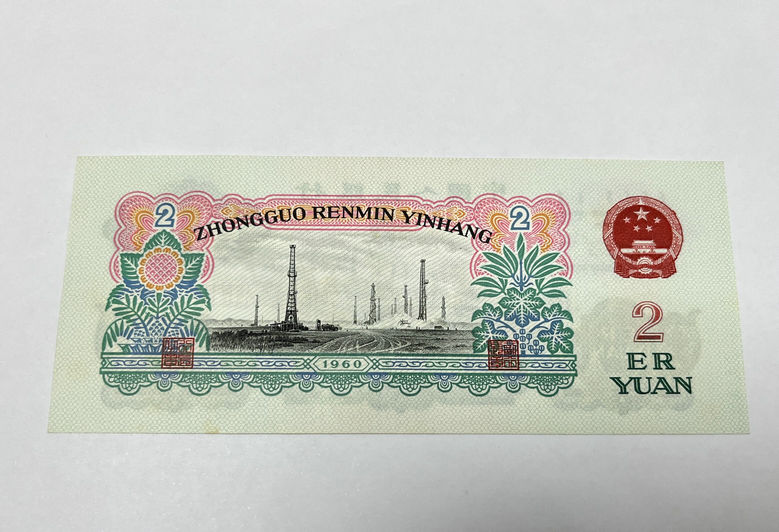 2
2
ZHONGGUO RENMIN YINHANG
1960
2
ER
YUAN